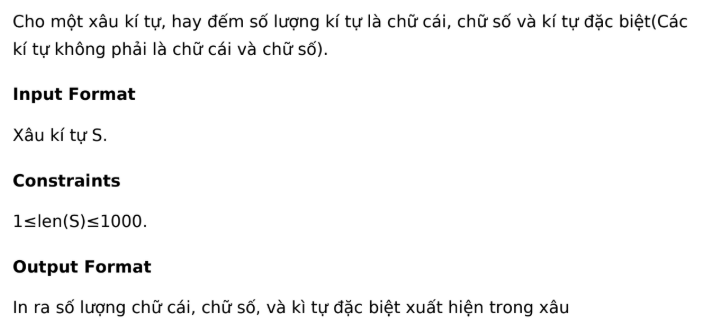 Cho một xâu kí tự, hay đếm số lượng kí tự là chữ cái, chữ số và kí tự đặc biệt(Các
kí tự không phải là chữ cái và chữ số).
Input Format
Xâu kí tự S.
Constraints
1≤len(S)≤1000.
Output Format
In ra số lượng chữ cái, chữ số, và kì tự đặc biệt xuất hiện trong xâu